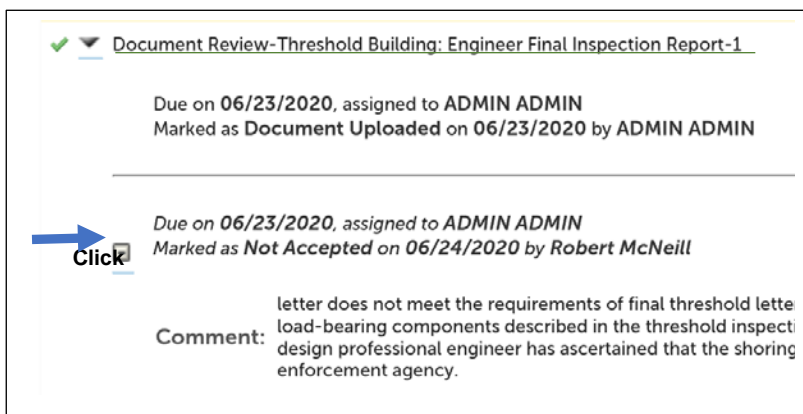 Document Review-Threshold Building: Engineer Final Inspection Report-1
Due on 06/23/2020, assigned to ADMIN ADMIN
Marked as Document Uploaded on 06/23/2020 by ADMIN ADMIN
Due on 06/23/2020, assigned to ADMIN ADMIN
Marked as Not Accepted on 06/24/2020 by Robert McNeill
Click
letter does not meet the requirements of final threshold
Comment: load-bearing components described in the threshold
design professional engineer has ascertained that the shoring
enforcement agency.